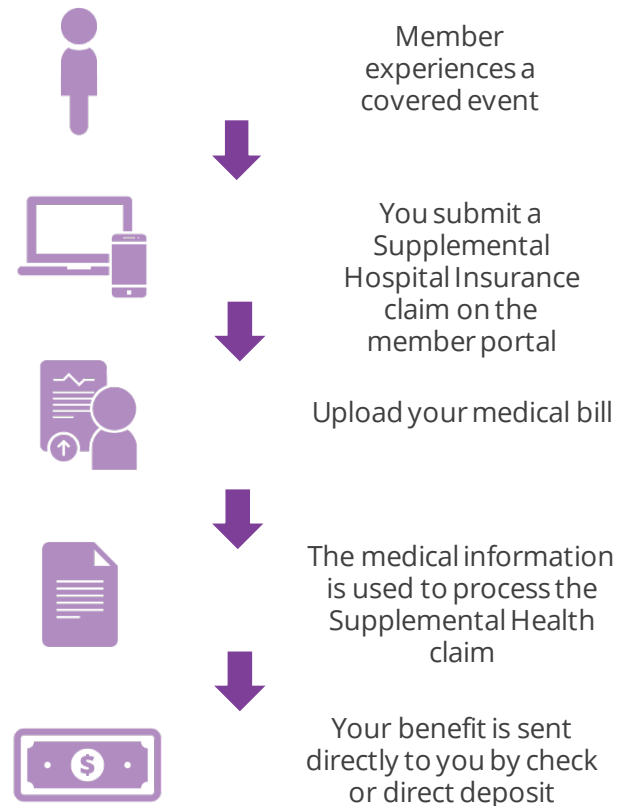 Member
experiences a
covered event
You submit a
Supplemental
Hospital Insurance
claim on the
member portal
Upload your medical bill
The medical information
is used to process the
Supplemental Health
claim
$
Your benefit is sent
directly to you by check
or direct deposit